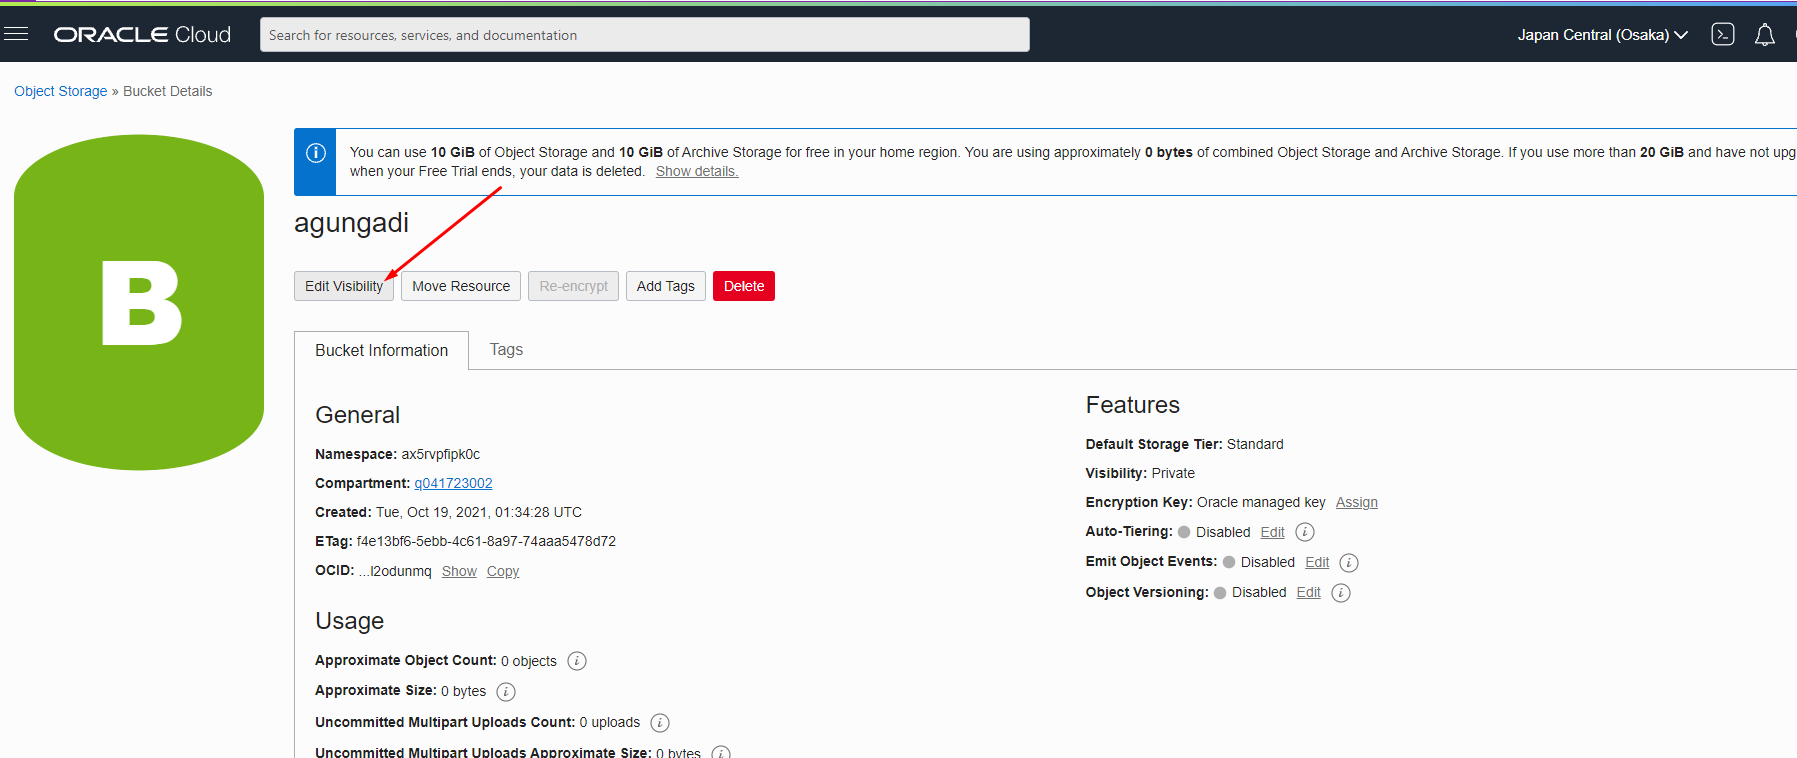 ORACLE Cloud
Search for resources, services, and documentation
Japan Central (Osaka)
Object Storage » Bucket Details
You can use 10 GiB of Object Storage and 10 GiB of Archive Storage for free in your home region. You are using approximately 0 bytes of combined Object Storage and Archive Storage. If you use more than 20 GiB and have not upg
when your Free Trial ends, your data is deleted. Show details.
B
agungadi
Edit Visibility Move Resource Re-encrypt Add Tags Delete
Bucket Information Tags
General
Namespace: ax5rvpfipk0c
Compartment: q041723002
Created: Tue, Oct 19, 2021, 01:34:28 UTC
ETag: f4e13bf6-5ebb-4c61-8a97-74aaa5478d72
OCID: ...l2odunmq Show Copy
Usage
Approximate Object Count: 0 objects
Approximate Size: 0 bytes
Uncommitted Multipart Uploads Count: 0 uploads
Uncommitted Multipart Uploads Approximate Size: 0 bytes
Features
Default Storage Tier: Standard
Visibility: Private
Encryption Key: Oracle managed key Assign
Auto-Tiering: Disabled Edit
Emit Object Events: Disabled Edit
Object Versioning: Disabled Edit